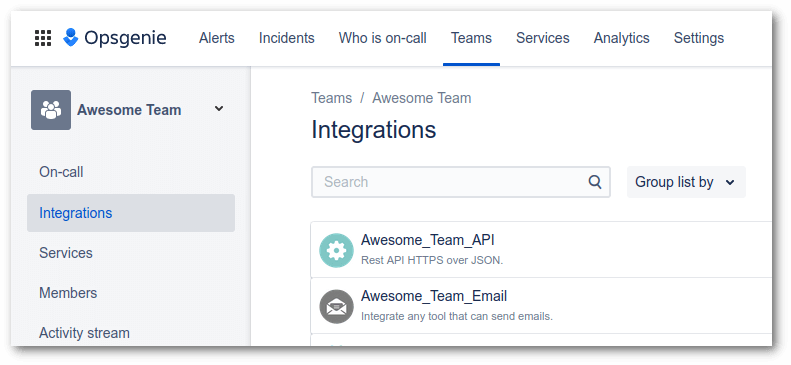 Opsgenie Alerts Incidents Who is on-call Teams Services Analytics Settings
Awesome Team
On-call
Integrations
Services
Members
Activity stream
Teams / Awesome Team
Integrations
Search
Group list by
Awesome_Team_API
Rest API HTTPS over JSON.
Awesome_Team_Email
Integrate any tool that can send emails.